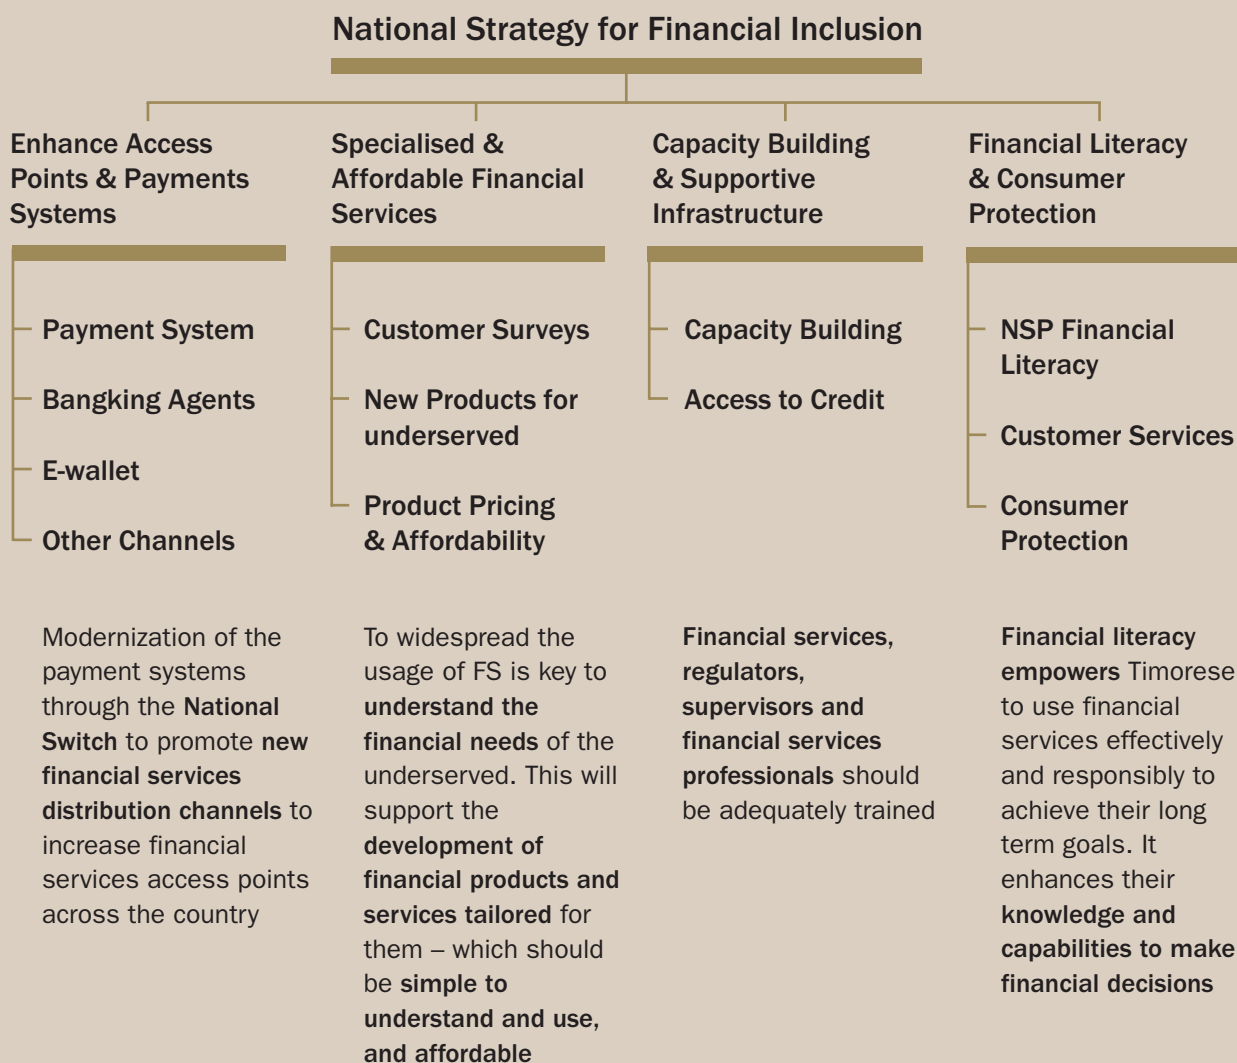 National Strategy for Financial Inclusion
Enhance Access
Points & Payments
Systems
Payment System
Bangking Agents
E-wallet
Other Channels
Modernization of the
payment systems
through the National
Switch to promote new
financial services
distribution channels to
increase financial
services access points
across the country
Specialised &
Affordable Financial
Services
Customer Surveys
New Products for
underserved
Product Pricing
& Affordability
To widespread the
usage of FS is key to
understand the
financial needs of the
underserved. This will
support the
development of
financial products and
services tailored for
them – which should
be simple to
understand and use,
and affordable
Capacity Building
& Supportive
Infrastructure
Capacity Building
Access to Credit
Financial services,
regulators,
supervisors and
financial services
professionals should
be adequately trained
Financial Literacy
& Consumer
Protection
NSP Financial
Literacy
Customer Services
Consumer
Protection
Financial literacy
empowers Timorese
to use financial
services effectively
and responsibly to
achieve their long
term goals. It
enhances their
knowledge and
capabilities to make
financial decisions